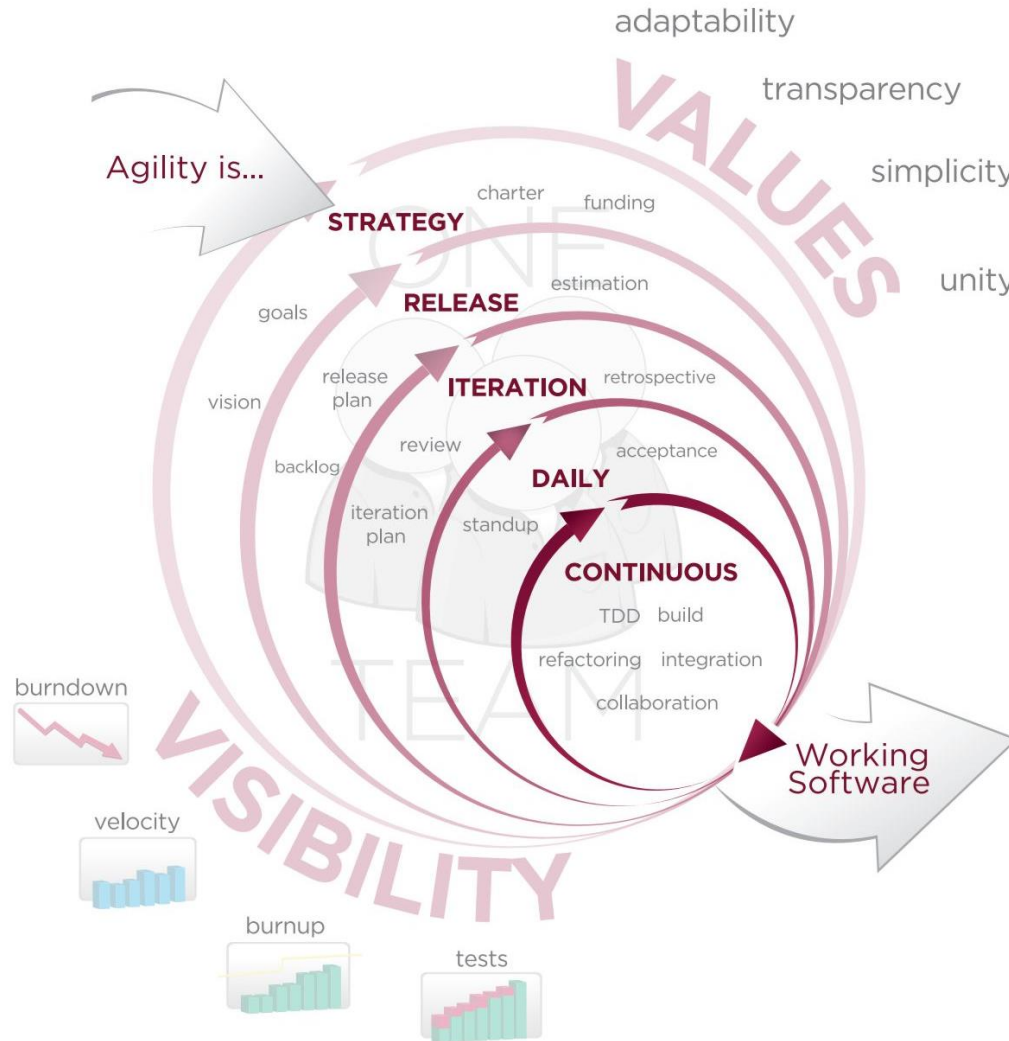 adaptability
VALUES
transparency
Agility is...
simplicity
charter
funding
STRATEGY
ONE
unity
goals
RELEASE
estimation
release
plan
ITERATION
retrospective
vision
review
acceptance
backlog
DAILY
iteration
plan
standup
CONTINUOUS
TDD build
refactoring integration
collaboration
TEAM
burndown
VISIBILITY
Working
Software
velocity
burnup
tests